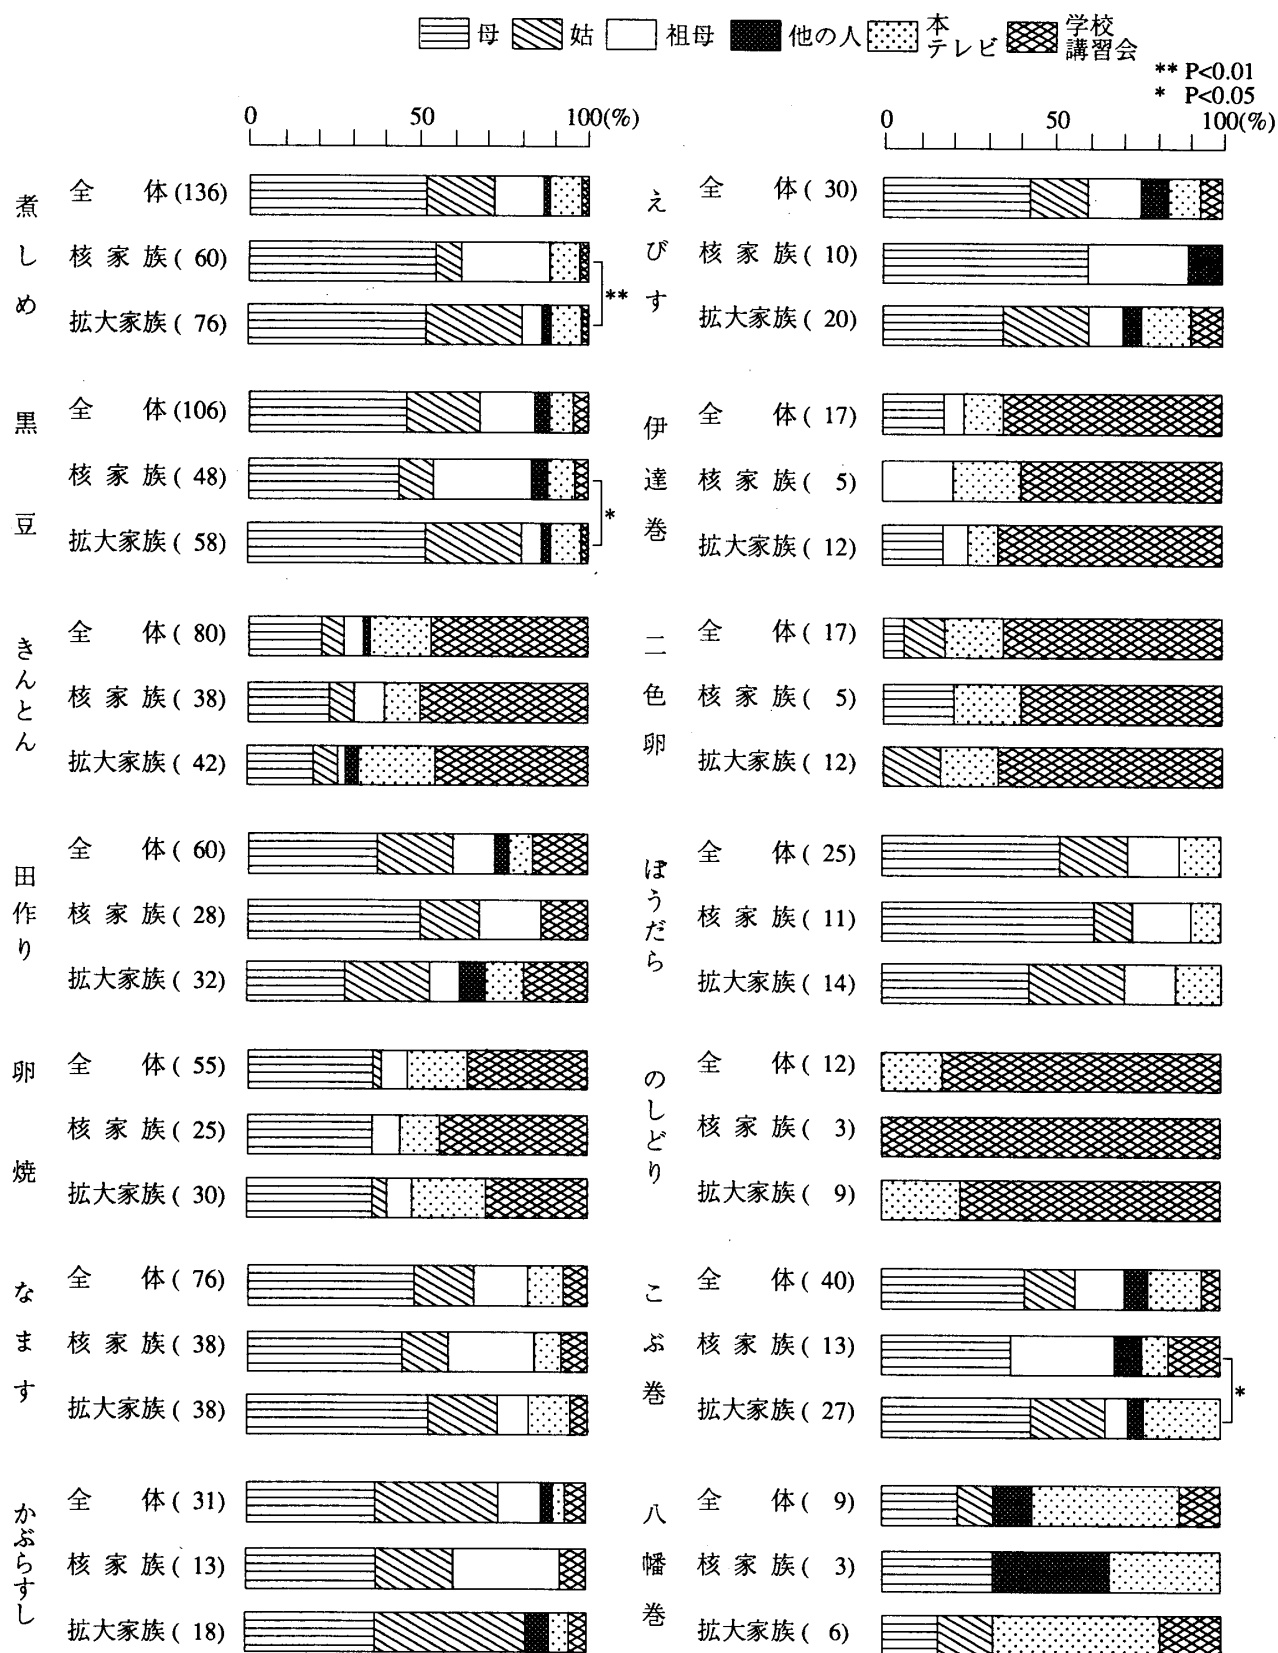 母 姑 祖母 他の人 本 テレビ 学校 講習会
** P<0.01
* P<0.05
0 50 100(%)
煮しめ
全体(136)
核家族( 60)
拡大家族( 76)
**
黒豆
全体(106)
核家族( 48)
拡大家族( 58)
*
きんとん
全体( 80)
核家族( 38)
拡大家族( 42)
田作り
全体( 60)
核家族( 28)
拡大家族( 32)
卵焼
全体( 55)
核家族( 25)
拡大家族( 30)
なます
全体( 76)
核家族( 38)
拡大家族( 38)
かぶらすし
全体( 31)
核家族( 13)
拡大家族( 18)
0 50 100(%)
えびす
全体( 30)
核家族( 10)
拡大家族( 20)
伊達巻
全体( 17)
核家族( 5)
拡大家族( 12)
二色卵
全体( 17)
核家族( 5)
拡大家族( 12)
ぼうだら
全体( 25)
核家族( 11)
拡大家族( 14)
のしどり
全体( 12)
核家族( 3)
拡大家族( 9)
こぶ巻
全体( 40)
核家族( 13)
拡大家族( 27)
*
八幡巻
全体( 9)
核家族( 3)
拡大家族( 6)